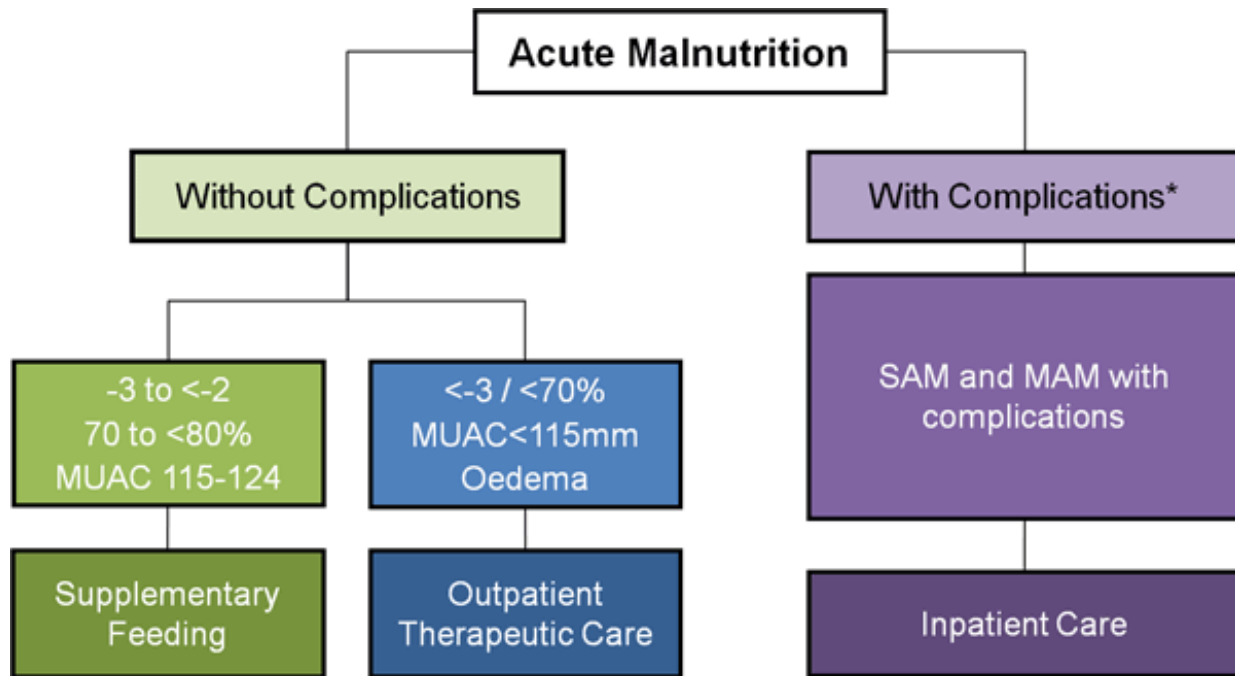 Acute Malnutrition
Without Complications
With Complications*
-3 to <-2
70 to <80%
MUAC 115-124
<-3 / <70%
MUAC<115mm
Oedema
SAM and MAM with
complications
Supplementary
Feeding
Outpatient
Therapeutic Care
Inpatient Care